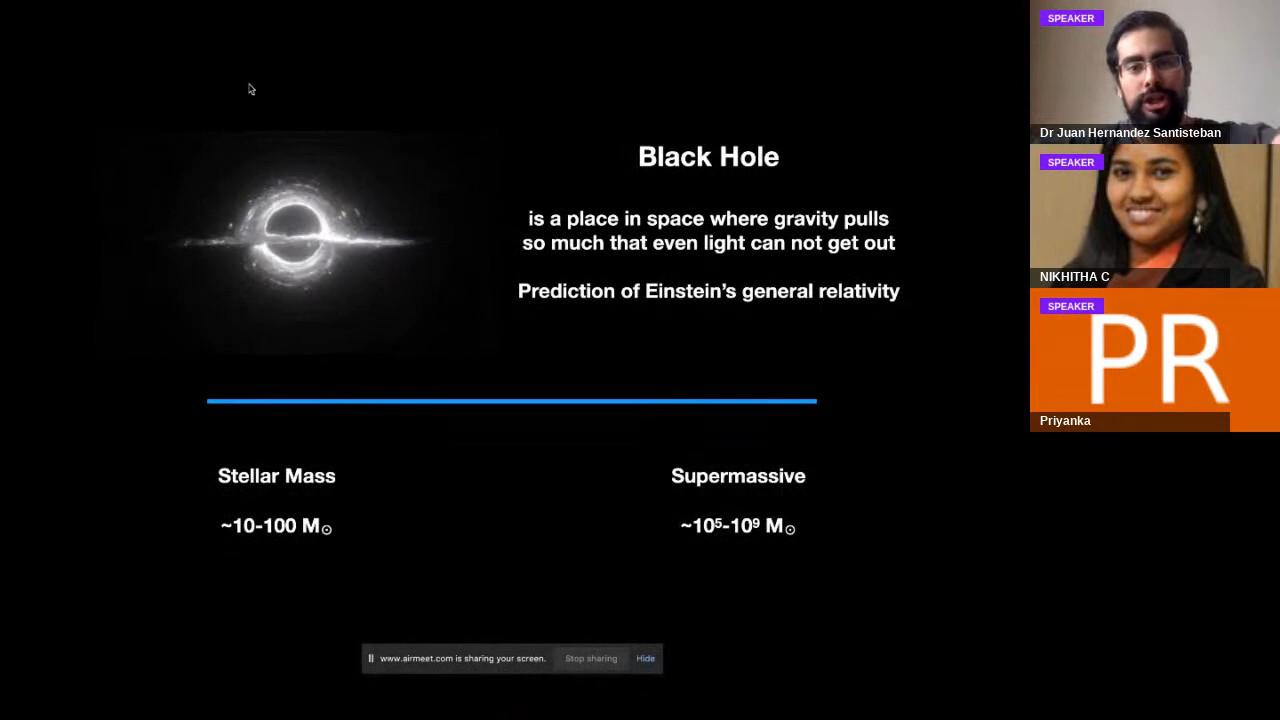 Black Hole
is a place in space where gravity pulls
so much that even light can not get out
Prediction of Einstein’s general relativity
Stellar Mass
Supermassive
~10-100 M☉
~10⁵-10⁹ M☉
www.airmeet.com is sharing your screen.
Stop sharing
Hide
SPEAKER
Dr Juan Hernandez Santisteban
SPEAKER
NIKHITHA C
SPEAKER
PR
Priyanka